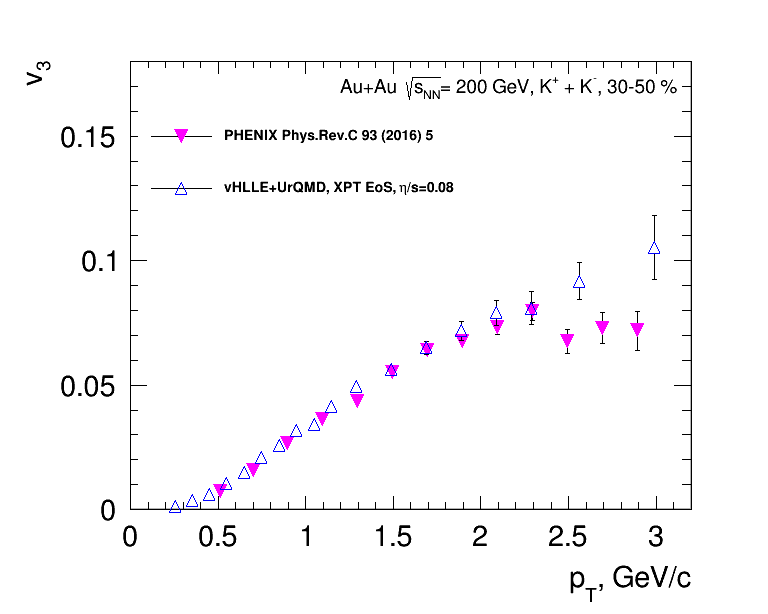 v₃
Au+Au √s_NN= 200 GeV, K⁺ + K⁻, 30-50 %
PHENIX Phys.Rev.C 93 (2016) 5
vHLLE+UrQMD, XPT EoS, η/s=0.08
0.15
0.1
0.05
0
0 0.5 1 1.5 2 2.5 3
p_T, GeV/c